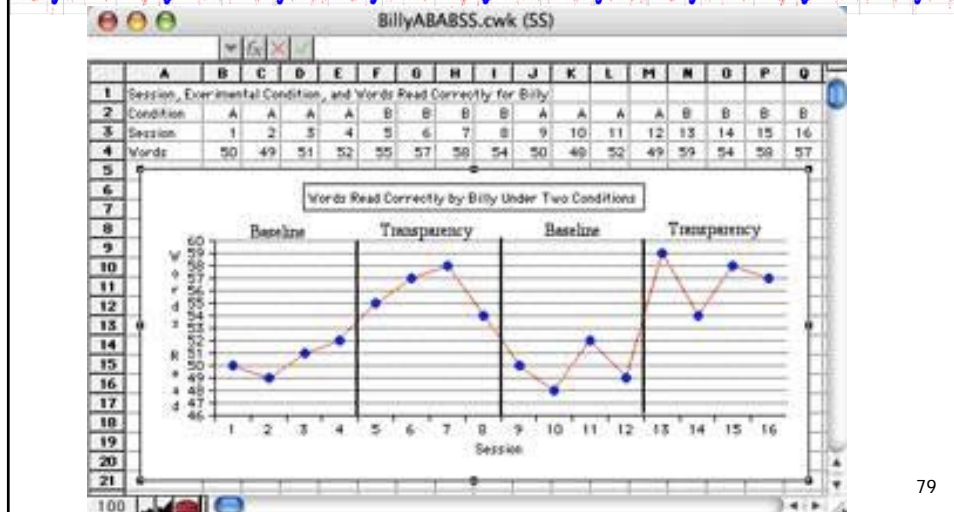 BillyABABSS.cwk (SS)
fx
A B C D E F G H I J K L M N O P Q
1 Session, Experimental Condition, and Words Read Correctly for Billy
2 Condition A A A A B B B B A A A A B B B B
3 Session 1 2 3 4 5 6 7 8 9 10 11 12 13 14 15 16
4 Words 50 49 51 52 55 57 58 54 50 48 52 49 59 54 58 57
5
6
7
8
9
10
11
12
13
14
15
16
17
18
19
20
21
Words Read Correctly by Billy Under Two Conditions
Baseline Transparency Baseline Transparency
Words Read
60
59
58
57
56
55
54
53
52
51
50
49
48
47
46
1 2 3 4 5 6 7 8 9 10 11 12 13 14 15 16
Session
100
79